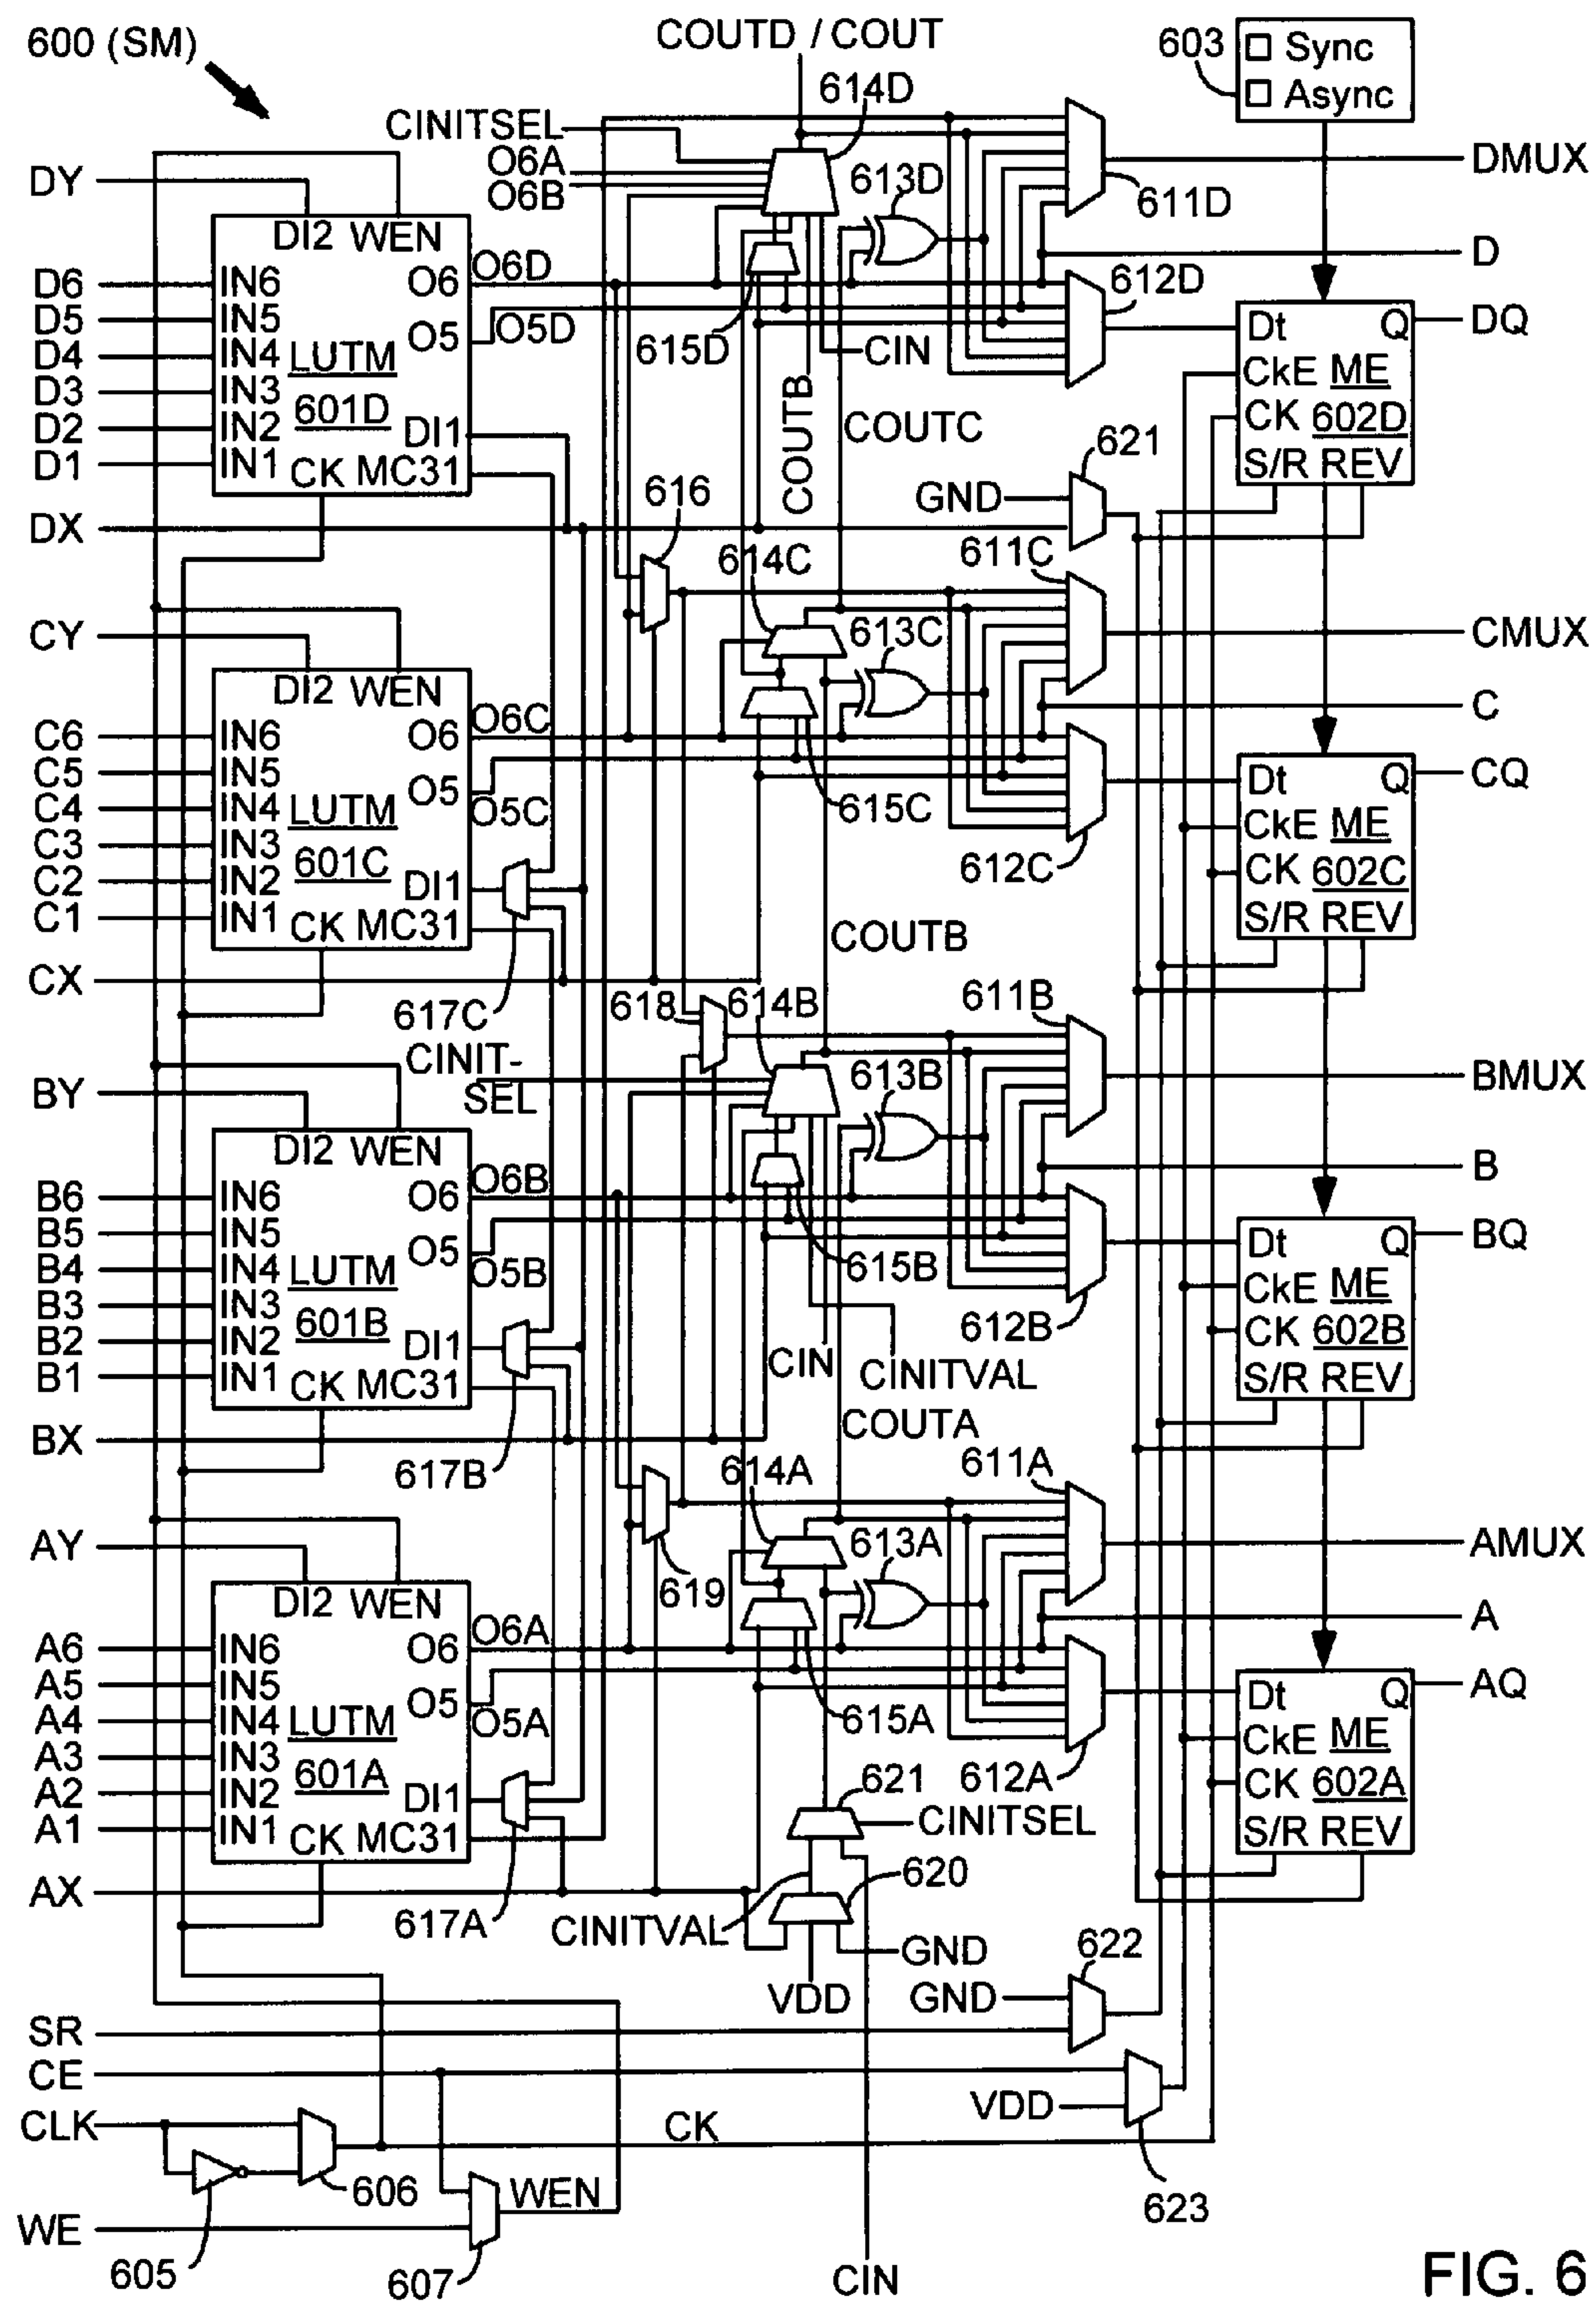 600 (SM)
COUTD / COUT
603
Sync
Async
614D
CINITSEL
O6A
O6B
613D
DMUX
611D
DY
DI2 WEN
D6 IN6 O6 O6D
D
612D
D5 IN5
O5 O5D
615D
CIN
Dt Q DQ
D4 IN4 LUTM
D3 IN3 601D
CkE ME
D2 IN2 DI1
COUTB
COUTC
CK 602D
D1 IN1 CK MC31
621
S/R REV
616
GND
DX
614C
611C
CY
613C
CMUX
DI2 WEN
C6 IN6 O6 O6C
C
C5 IN5
O5 O5C
615C
Dt Q CQ
C4 IN4 LUTM
C3 IN3 601C
612C
CkE ME
C2 IN2 DI1
CK 602C
C1 IN1 CK MC31
S/R REV
COUTB
CX
617C
618
614B
611B
CINIT-
SEL
613B
BMUX
BY
DI2 WEN
B6 IN6 O6 O6B
B
B5 IN5
O5 O5B
615B
Dt Q BQ
B4 IN4 LUTM
B3 IN3 601B
612B
CkE ME
B2 IN2 DI1
CIN
CINITVAL
CK 602B
B1 IN1 CK MC31
S/R REV
COUTA
BX
617B
614A
611A
AY
613A
AMUX
619
DI2 WEN
A6 IN6 O6 O6A
A
A5 IN5
O5 O5A
615A
Dt Q AQ
A4 IN4 LUTM
A3 IN3 601A
612A
CkE ME
A2 IN2 DI1
621
CK 602A
A1 IN1 CK MC31
CINITSEL
S/R REV
620
AX
617A
CINITVAL
GND
622
VDD
GND
SR
CE
VDD
CLK
CK
606
WEN
623
WE
605
607
CIN
FIG. 6